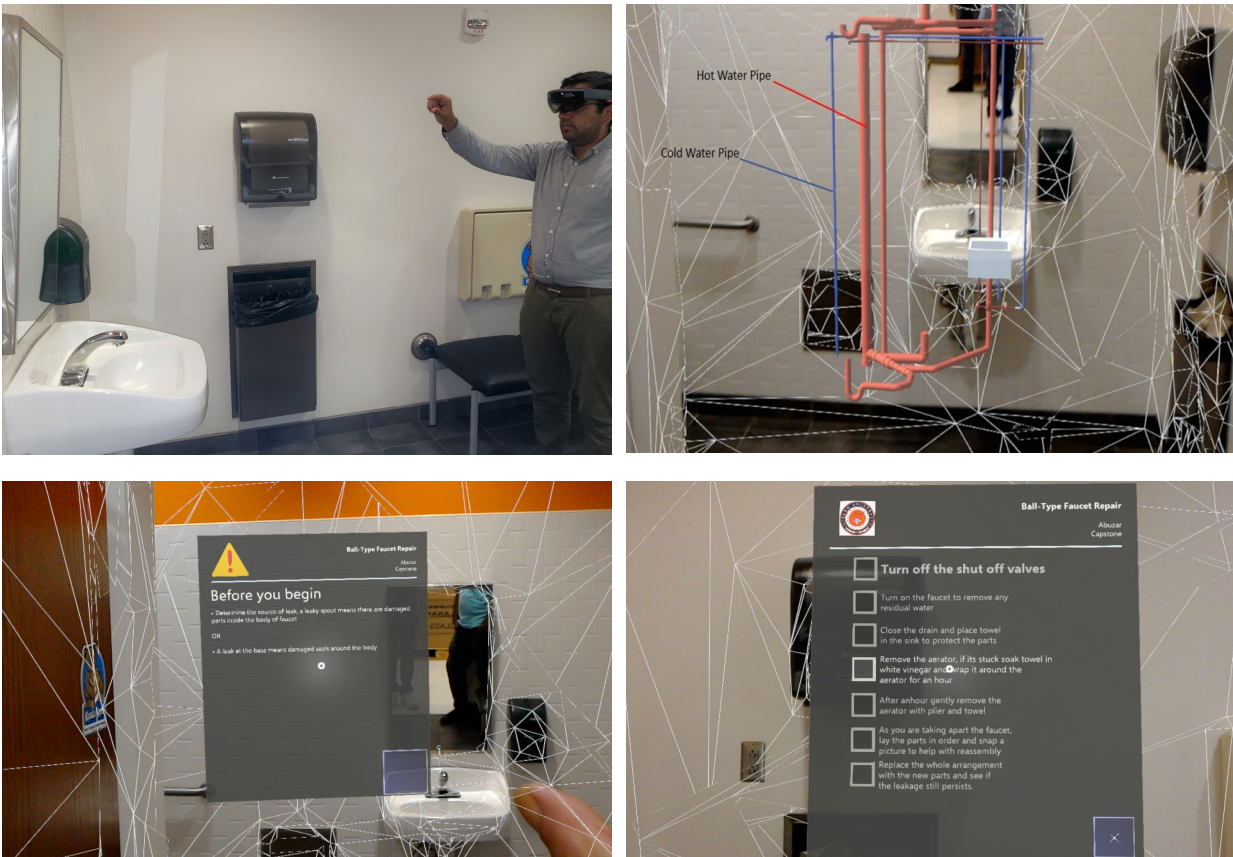 FIRE
Hot Water Pipe
Cold Water Pipe
Ball-Type Faucet Repair
Abuzar
Capstone
Before you begin
• Determine the source of leak, a leaky spout means there are damaged
parts inside the body of faucet
OR
• A leak at the base means damaged seals around the body
Ball-Type Faucet Repair
Abuzar
Capstone
Turn off the shut off valves
Turn on the faucet to remove any
residual water
Close the drain and place towel
in the sink to protect the parts
Remove the aerator, if its stuck soak towel in
white vinegar and wrap it around the
aerator for an hour
After anhour gently remove the
aerator with plier and towel
As you are taking apart the faucet,
lay the parts in order and snap a
picture to help with reassembly
Replace the whole arrangement
with the new parts and see if
the leakage still persists.